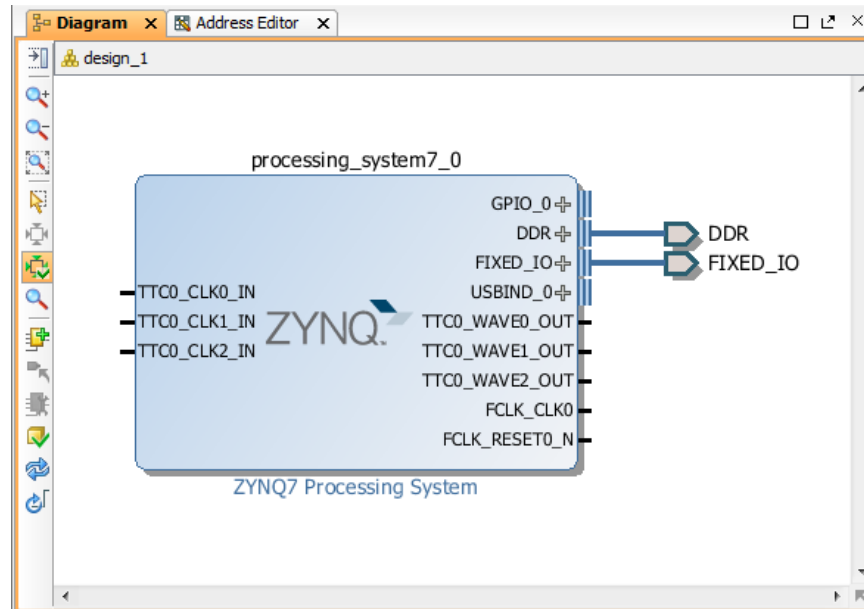 Diagram
Address Editor
design_1
processing_system7_0
GPIO_0
DDR
DDR
FIXED_IO
FIXED_IO
TTC0_CLK0_IN
USBIND_0
TTC0_CLK1_IN
ZYNQ
TTC0_WAVE0_OUT
TTC0_CLK2_IN
TTC0_WAVE1_OUT
TTC0_WAVE2_OUT
FCLK_CLK0
FCLK_RESET0_N
ZYNQ7 Processing System